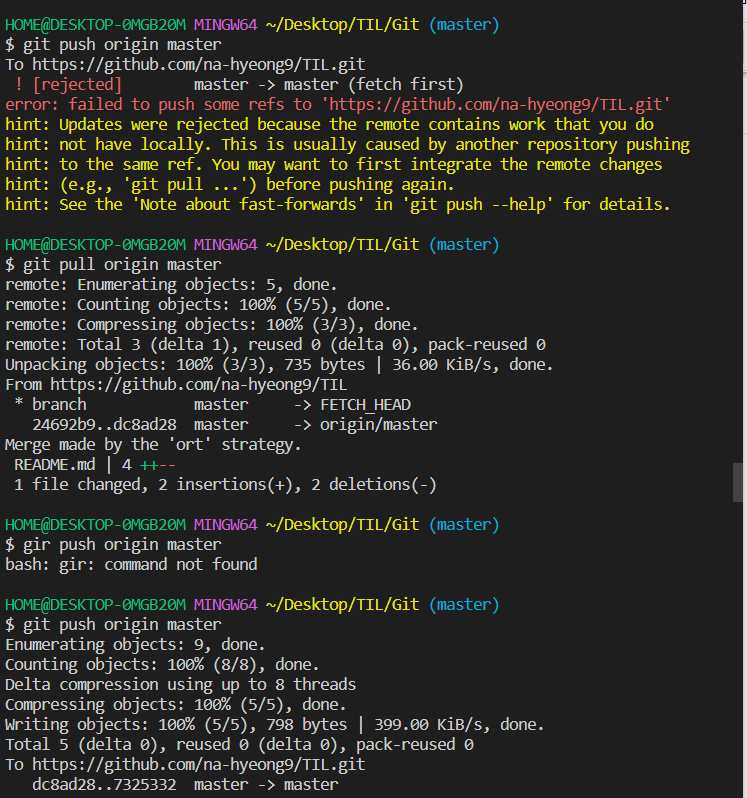 HOME@DESKTOP-0MGB20M MINGW64 ~/Desktop/TIL/Git (master)
$ git push origin master
To https://github.com/na-hyeong9/TIL.git
 ! [rejected]        master -> master (fetch first)
error: failed to push some refs to 'https://github.com/na-hyeong9/TIL.git'
hint: Updates were rejected because the remote contains work that you do
hint: not have locally. This is usually caused by another repository pushing
hint: to the same ref. You may want to first integrate the remote changes
hint: (e.g., 'git pull ...') before pushing again.
hint: See the 'Note about fast-forwards' in 'git push --help' for details.
HOME@DESKTOP-0MGB20M MINGW64 ~/Desktop/TIL/Git (master)
$ git pull origin master
remote: Enumerating objects: 5, done.
remote: Counting objects: 100% (5/5), done.
remote: Compressing objects: 100% (3/3), done.
remote: Total 3 (delta 1), reused 0 (delta 0), pack-reused 0
Unpacking objects: 100% (3/3), 735 bytes | 36.00 KiB/s, done.
From https://github.com/na-hyeong9/TIL
 * branch            master     -> FETCH_HEAD
   24692b9..dc8ad28  master     -> origin/master
Merge made by the 'ort' strategy.
 README.md | 4 ++--
 1 file changed, 2 insertions(+), 2 deletions(-)
HOME@DESKTOP-0MGB20M MINGW64 ~/Desktop/TIL/Git (master)
$ gir push origin master
bash: gir: command not found
HOME@DESKTOP-0MGB20M MINGW64 ~/Desktop/TIL/Git (master)
$ git push origin master
Enumerating objects: 9, done.
Counting objects: 100% (8/8), done.
Delta compression using up to 8 threads
Compressing objects: 100% (5/5), done.
Writing objects: 100% (5/5), 798 bytes | 399.00 KiB/s, done.
Total 5 (delta 0), reused 0 (delta 0), pack-reused 0
To https://github.com/na-hyeong9/TIL.git
   dc8ad28..7325332  master -> master